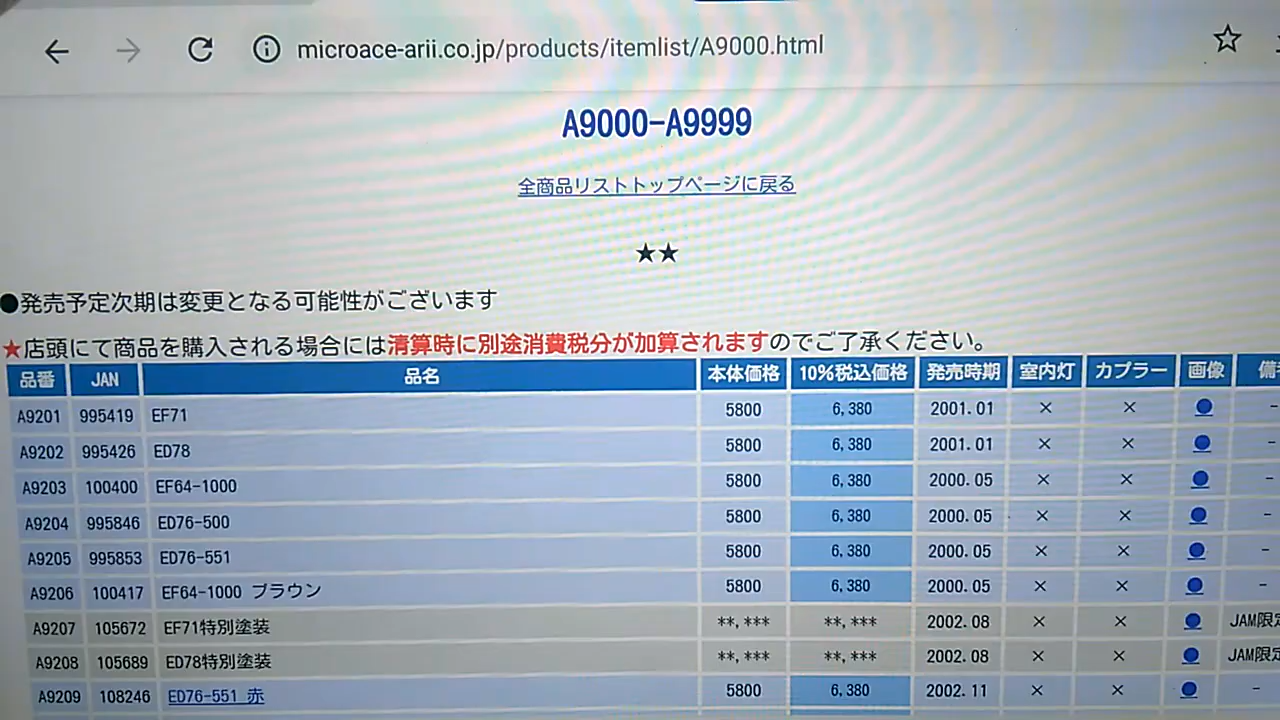 microace-arii.co.jp/products/itemlist/A9000.html
A9000-A9999
全商品リストトップページに戻る
★★
●発売予定次期は変更となる可能性がございます
★店頭にて商品を購入される場合には清算時に別途消費税分が加算されますのでご了承ください。
品番 JAN 品名 本体価格 10%税込価格 発売時期 室内灯 カプラー 画像
A9201 995419 EF71 5800 6,380 2001.01 × × ● -
A9202 995426 ED78 5800 6,380 2001.01 × × ● -
A9203 100400 EF64-1000 5800 6,380 2000.05 × × ● -
A9204 995846 ED76-500 5800 6,380 2000.05 × × ● -
A9205 995853 ED76-551 5800 6,380 2000.05 × × ● -
A9206 100417 EF64-1000 ブラウン 5800 6,380 2000.05 × × ● -
A9207 105672 EF71特別塗装 **,*** **,*** 2002.08 × × ● JAM限
A9208 105689 ED78特別塗装 **,*** **,*** 2002.08 × × ● JAM限
A9209 108246 ED76-551 赤 5800 6,380 2002.11 × × ● -